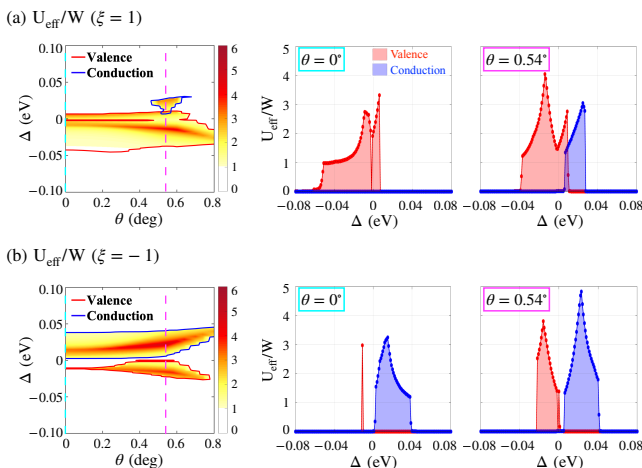 (a) U_eff/W (ξ = 1)
Valence
Conduction
0.10
0.05
0.00
−0.05
−0.10
Δ (eV)
0 0.2 0.4 0.6 0.8
θ (deg)
6
5
4
3
2
1
0
5
4
3
2
1
0
U_eff/W
θ = 0°
Valence
Conduction
−0.08 −0.04 0 0.04 0.08
Δ (eV)
θ = 0.54°
−0.08 −0.04 0 0.04 0.08
Δ (eV)
(b) U_eff/W (ξ = − 1)
Valence
Conduction
0.10
0.05
0.00
−0.05
−0.10
Δ (eV)
0 0.2 0.4 0.6 0.8
θ (deg)
6
5
4
3
2
1
0
5
4
3
2
1
0
U_eff/W
θ = 0°
−0.08 −0.04 0 0.04 0.08
Δ (eV)
θ = 0.54°
−0.08 −0.04 0 0.04 0.08
Δ (eV)